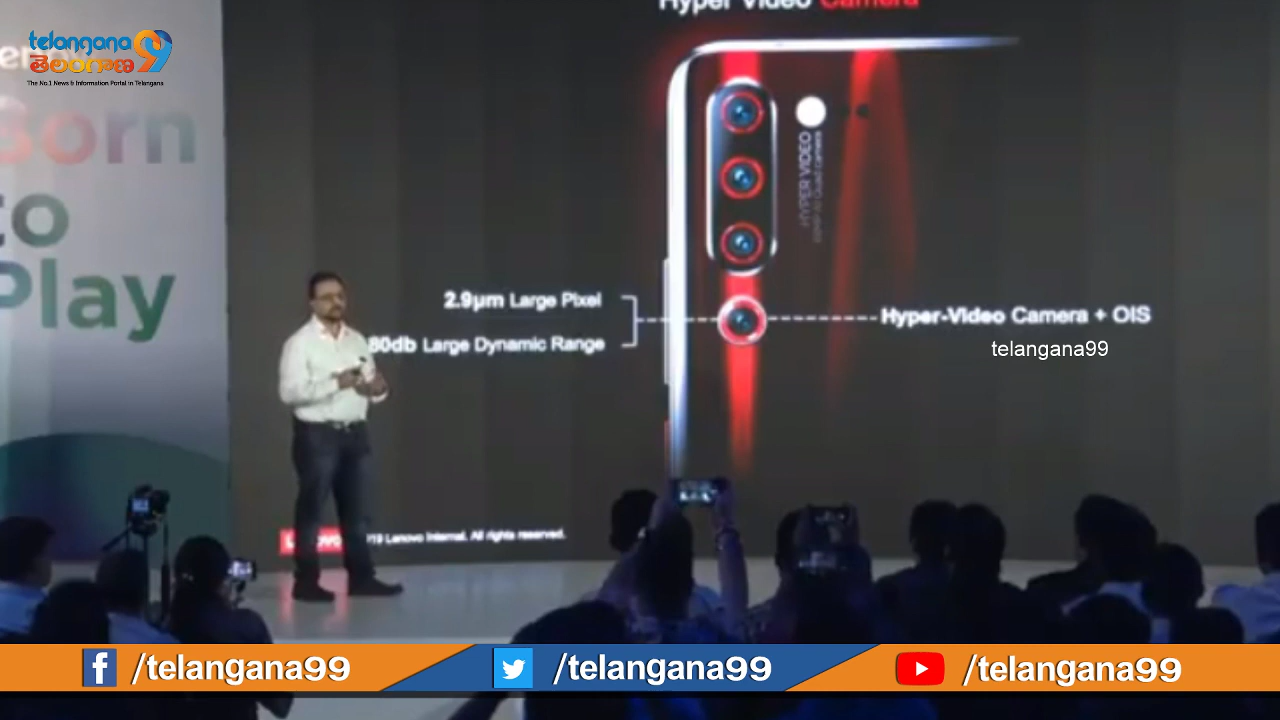 telangana99
తెలంగాణ
The No.1 News & Information Portal in Telangana
Born
to
Play
Hyper Video Camera
HYPER VIDEO
2.9µm Large Pixel
80db Large Dynamic Range
Hyper-Video Camera + OIS
telangana99
Lenovo Internal. All rights reserved.
/telangana99
/telangana99
/telangana99